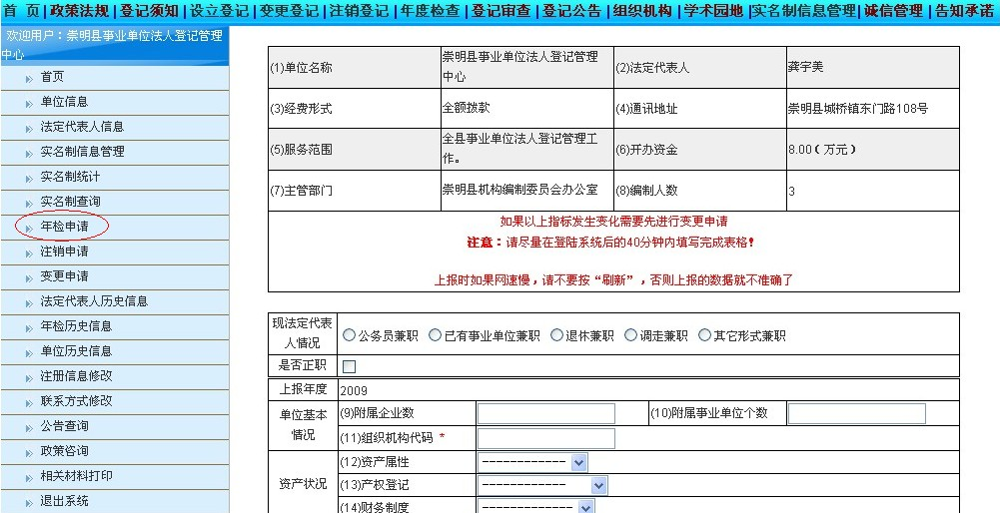 首 页|政策法规|登记须知|设立登记|变更登记|注销登记|年度检查|登记审查|登记公告|组织机构|学术园地|实名制信息管理|诚信管理|告知承诺
欢迎用户：崇明县事业单位法人登记管理
中心
首页
单位信息
法定代表人信息
实名制信息管理
实名制统计
实名制查询
年检申请
注销申请
变更申请
法定代表人历史信息
年检历史信息
单位历史信息
注册信息修改
联系方式修改
公告查询
政策咨询
相关材料打印
退出系统
(1)单位名称 崇明县事业单位法人登记管理 (2)法定代表人 龚宇美
中心
(3)经费形式 全额拨款 (4)通讯地址 崇明县城桥镇东门路108号
(5)服务范围 全县事业单位法人登记管理工 (6)开办资金 8.00（万元）
作。
(7)主管部门 崇明县机构编制委员会办公室 (8)编制人数 3
如果以上指标发生变化需要先进行变更申请
注意：请尽量在登陆系统后的40分钟内填写完成表格!
上报时如果网速慢，请不要按“刷新”，否则上报的数据就不准确了
现法定代表
人情况 公务员兼职 已有事业单位兼职 退休兼职 调走兼职 其它形式兼职
是否正职
上报年度 2009
单位基本
情况 (9)附属企业数 (10)附属事业单位个数
(11)组织机构代码 *
资产状况 (12)资产属性 ------------
(13)产权登记 ------------
(14)财务制度 ------------